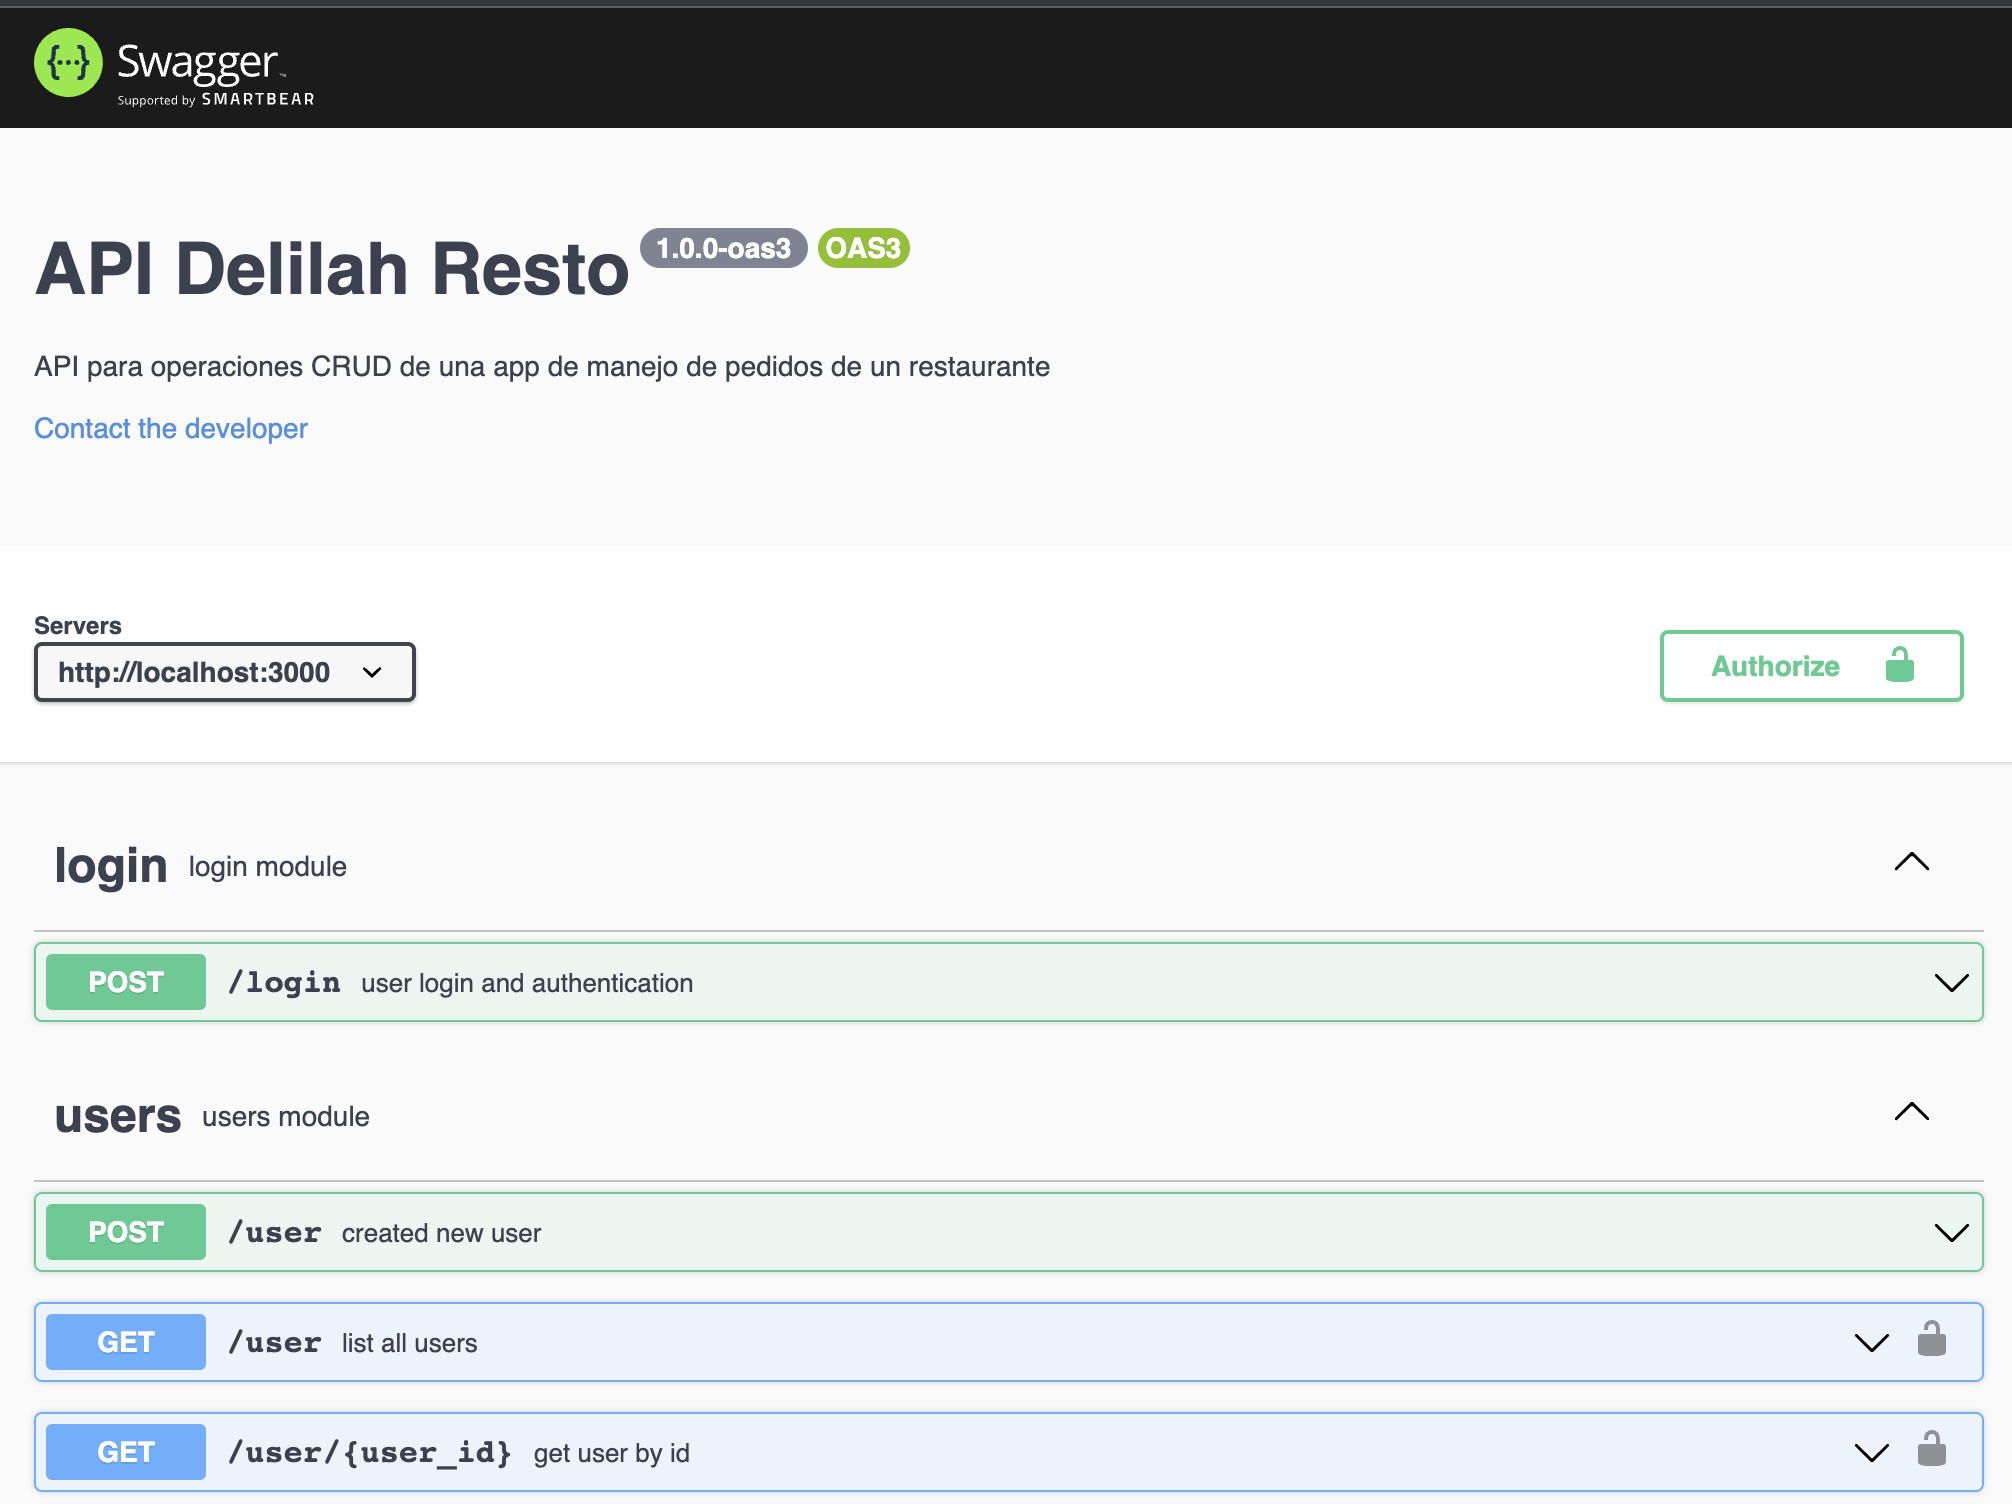 Swagger™
Supported by SMARTBEAR
API Delilah Resto 1.0.0-oas3 OAS3
API para operaciones CRUD de una app de manejo de pedidos de un restaurante
Contact the developer
Servers
http://localhost:3000
Authorize
login login module
POST /login user login and authentication
users users module
POST /user created new user
GET /user list all users
GET /user/{user_id} get user by id